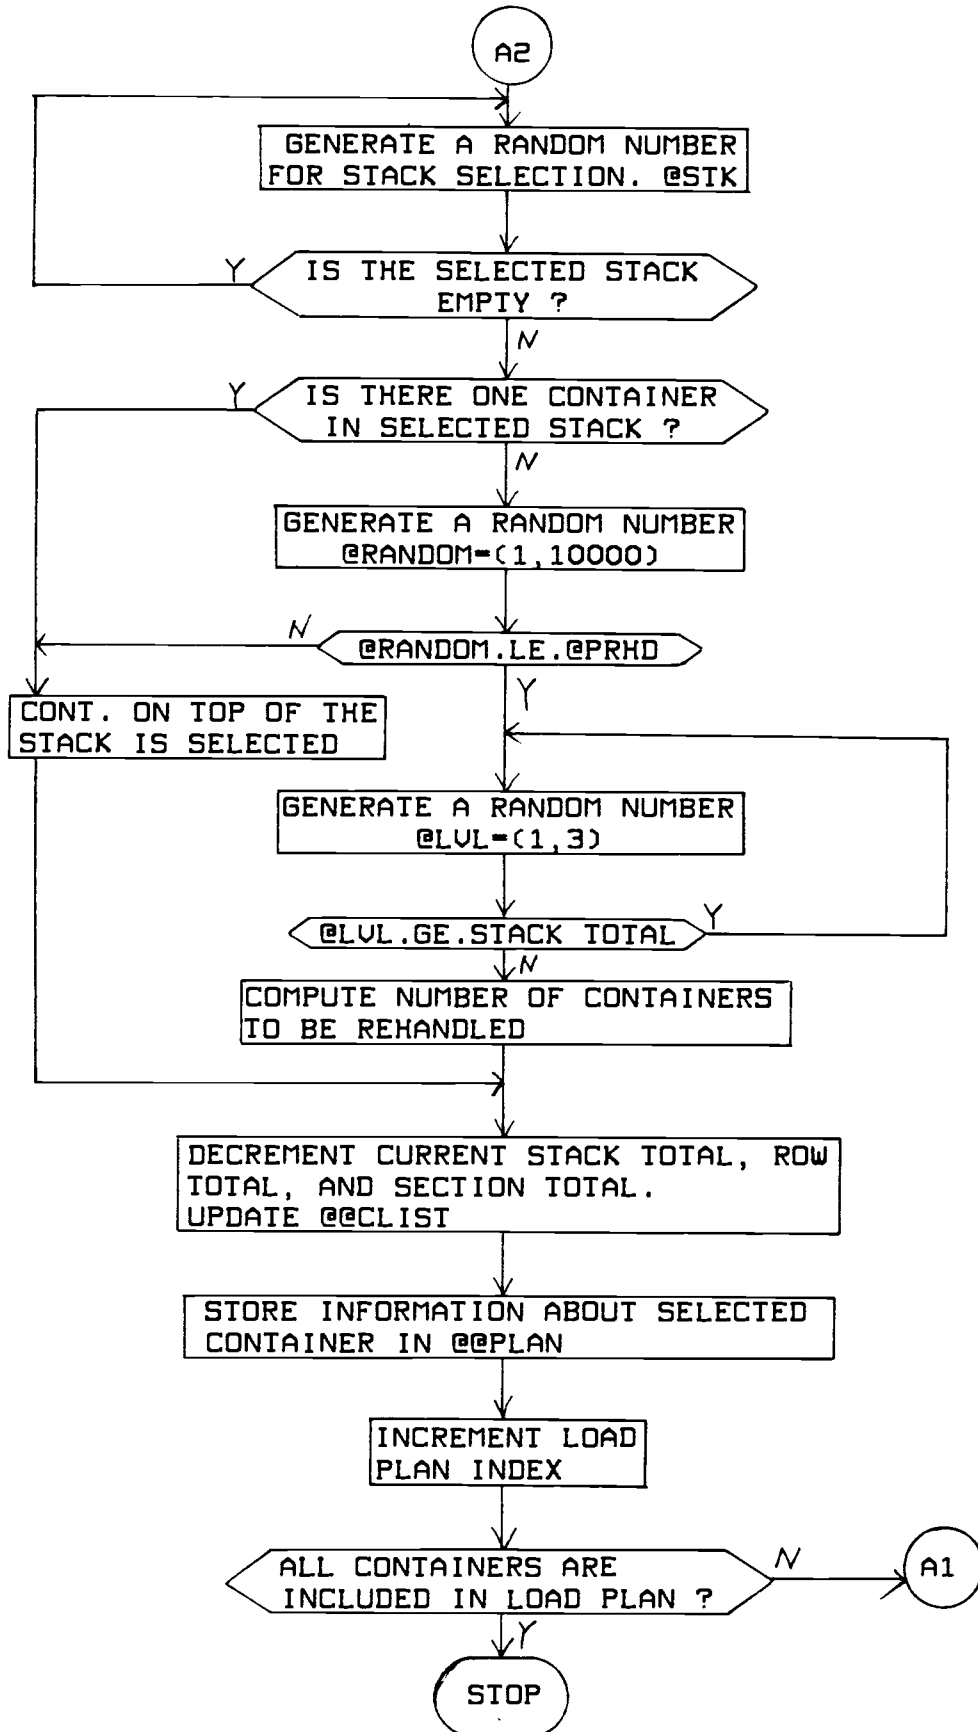 A2
GENERATE A RANDOM NUMBER
FOR STACK SELECTION. @STK
Y
IS THE SELECTED STACK
EMPTY ?
N
Y
IS THERE ONE CONTAINER
IN SELECTED STACK ?
N
GENERATE A RANDOM NUMBER
@RANDOM=(1,10000)
N
@RANDOM.LE.@PRHD
Y
CONT. ON TOP OF THE
STACK IS SELECTED
GENERATE A RANDOM NUMBER
@LVL=(1,3)
@LVL.GE.STACK TOTAL
Y
N
COMPUTE NUMBER OF CONTAINERS
TO BE REHANDLED
DECREMENT CURRENT STACK TOTAL, ROW
TOTAL, AND SECTION TOTAL.
UPDATE @@CLIST
STORE INFORMATION ABOUT SELECTED
CONTAINER IN @@PLAN
INCREMENT LOAD
PLAN INDEX
ALL CONTAINERS ARE
INCLUDED IN LOAD PLAN ?
N
A1
Y
STOP